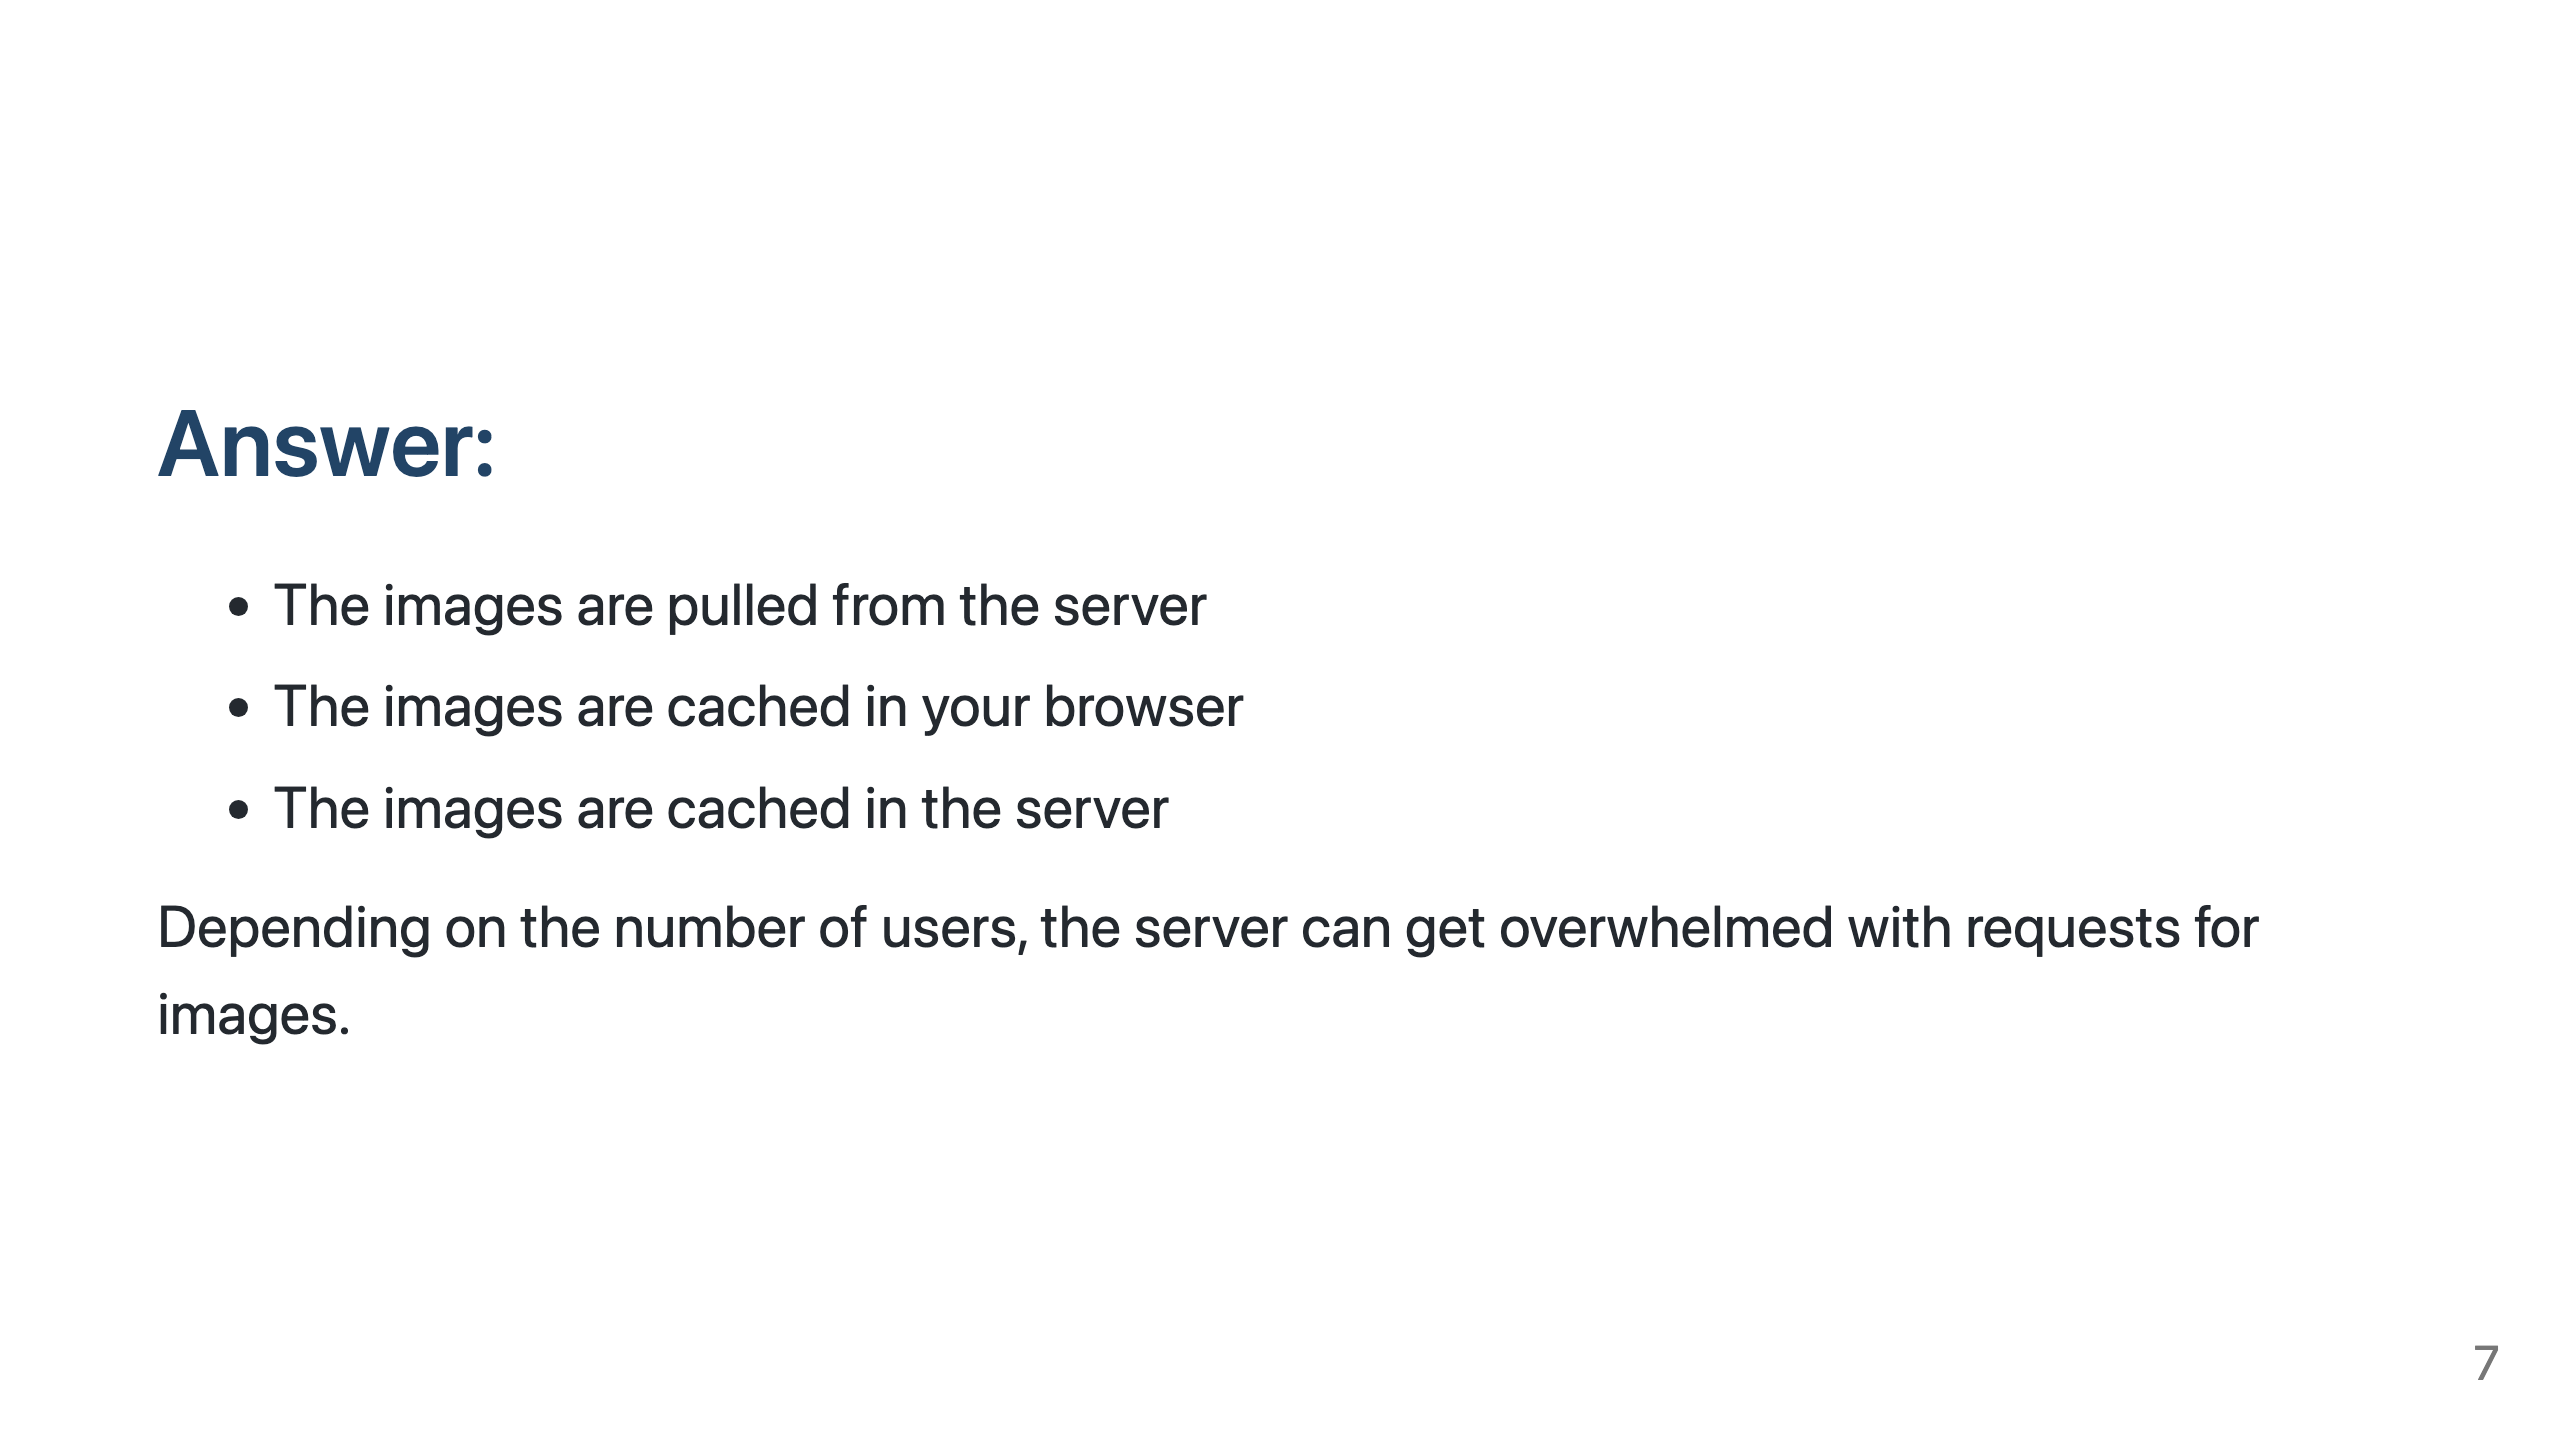 Answer:
• The images are pulled from the server
• The images are cached in your browser
• The images are cached in the server
Depending on the number of users, the server can get overwhelmed with requests for
images.
7